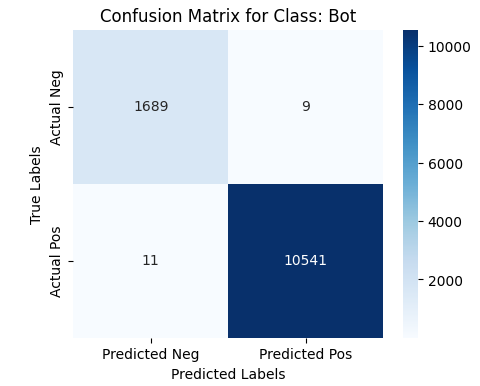 Confusion Matrix for Class: Bot
True Labels
Actual Neg
Actual Pos
1689
9
11
10541
Predicted Neg
Predicted Pos
Predicted Labels
10000
8000
6000
4000
2000